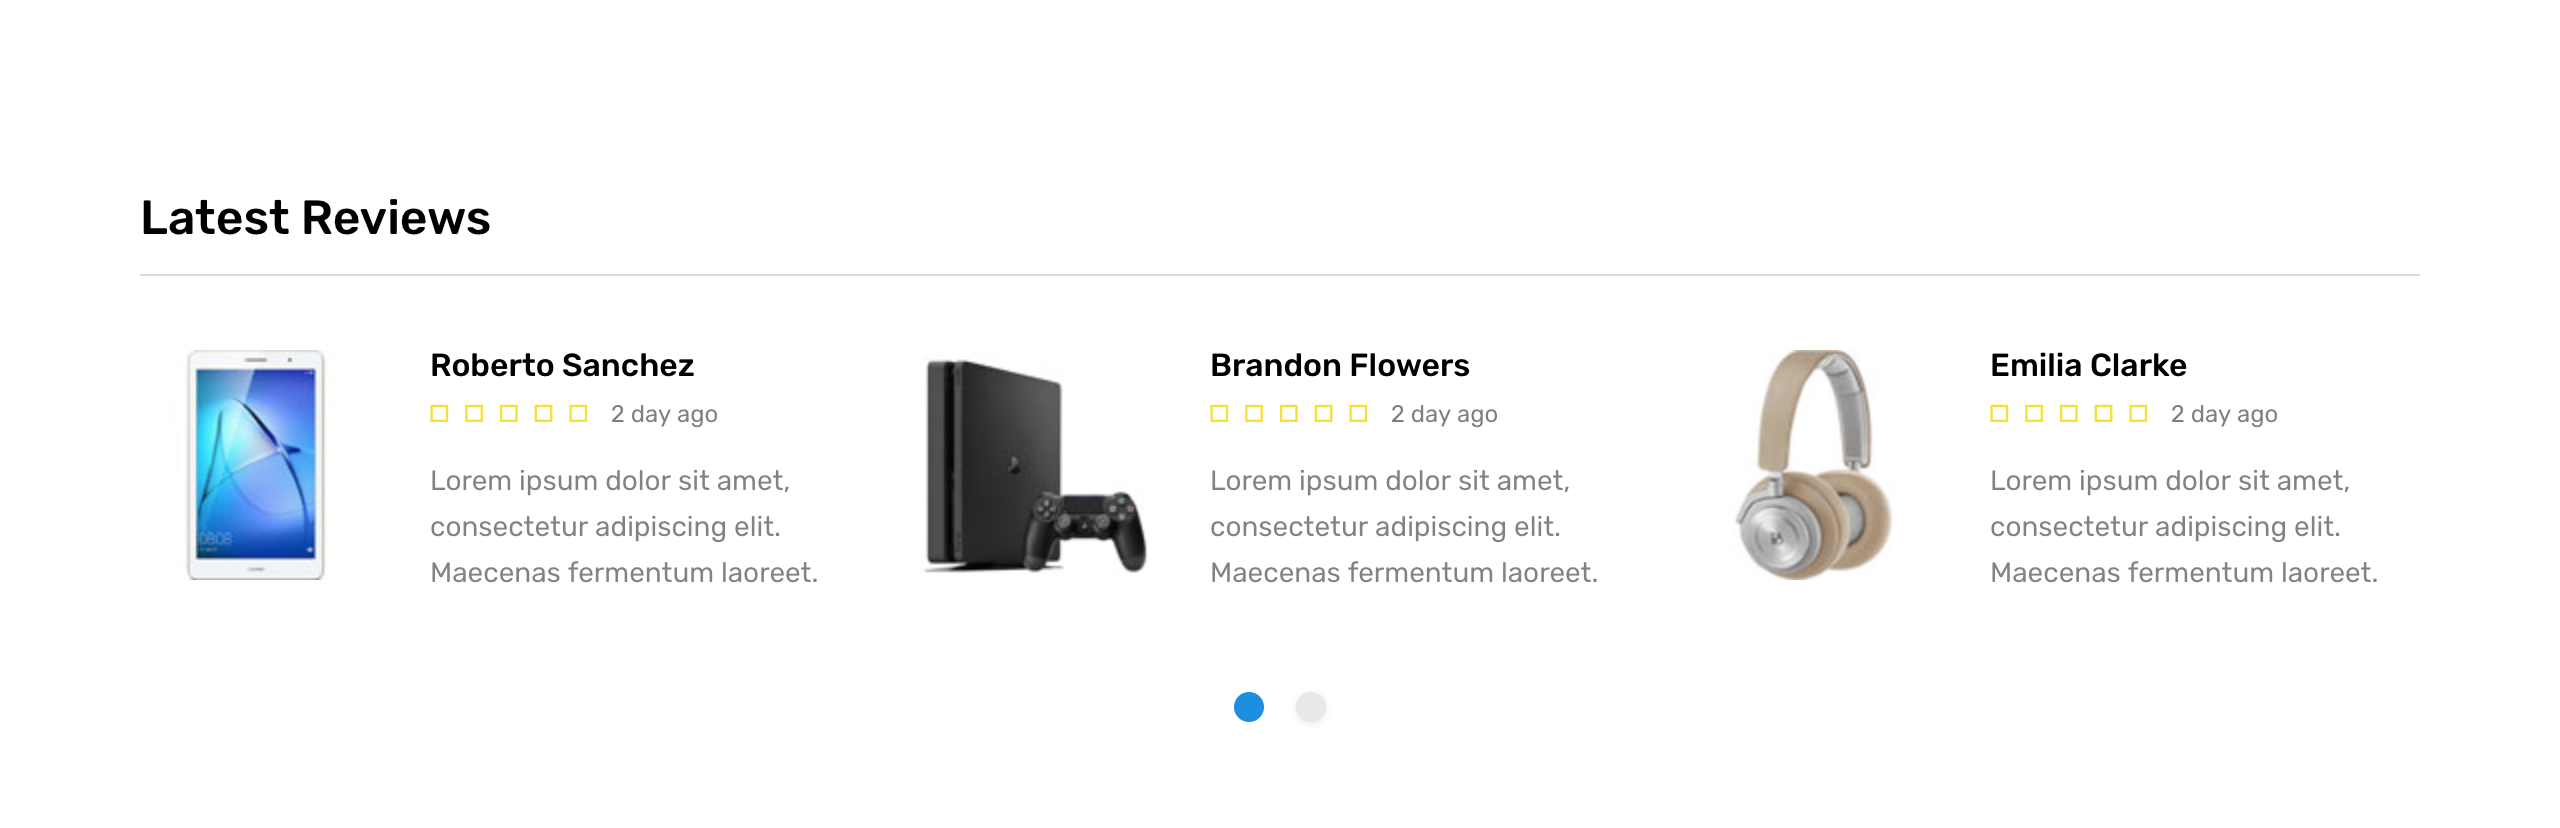 Latest Reviews
Roberto Sanchez
2 day ago
Lorem ipsum dolor sit amet,
consectetur adipiscing elit.
Maecenas fermentum laoreet.
Brandon Flowers
2 day ago
Lorem ipsum dolor sit amet,
consectetur adipiscing elit.
Maecenas fermentum laoreet.
Emilia Clarke
2 day ago
Lorem ipsum dolor sit amet,
consectetur adipiscing elit.
Maecenas fermentum laoreet.